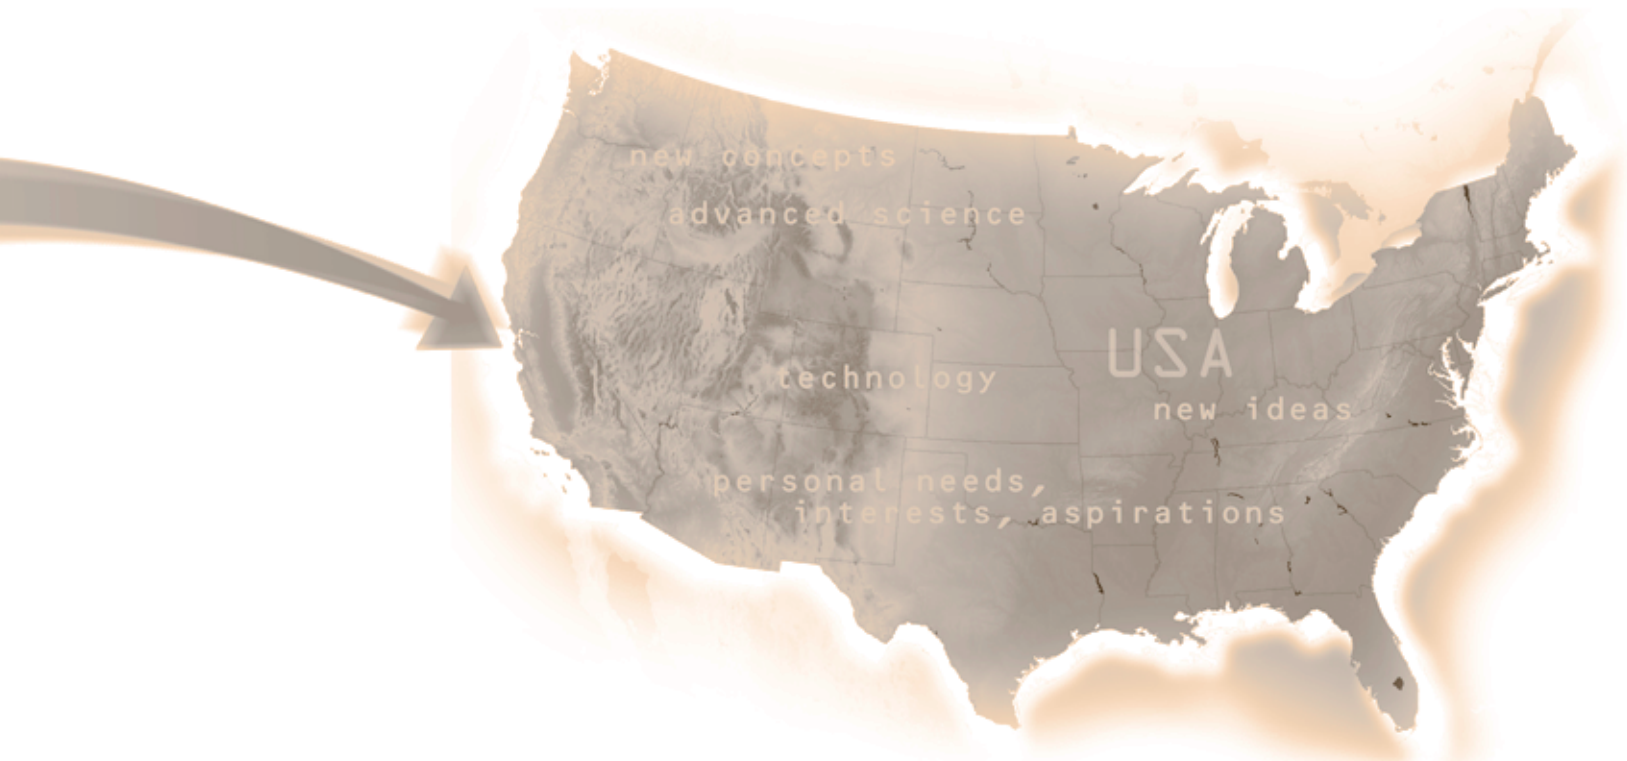 new concepts
advanced science
USA
technology
new ideas
personal needs,
interests, aspirations